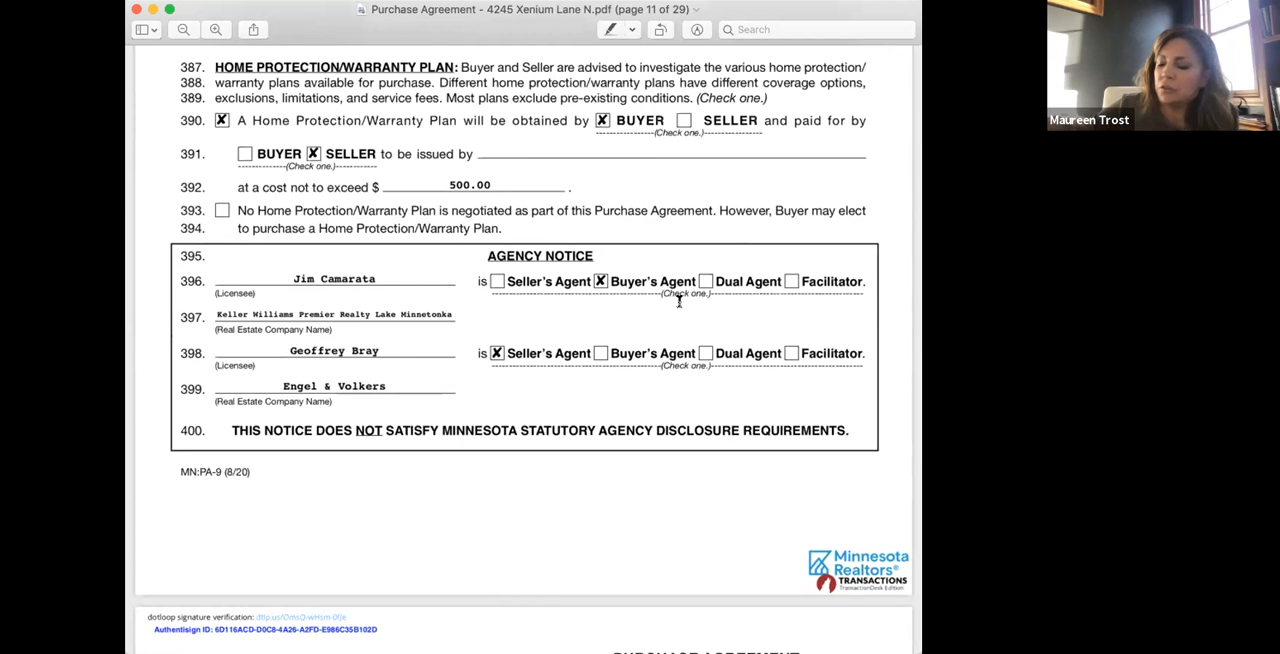 Purchase Agreement - 4245 Xenium Lane N.pdf (page 11 of 29)
Search
Maureen Trost
387. HOME PROTECTION/WARRANTY PLAN: Buyer and Seller are advised to investigate the various home protection/
388. warranty plans available for purchase. Different home protection/warranty plans have different coverage options,
389. exclusions, limitations, and service fees. Most plans exclude pre-existing conditions. (Check one.)
390. X A Home Protection/Warranty Plan will be obtained by X BUYER SELLER and paid for by
(Check one.)
391. BUYER X SELLER to be issued by
(Check one.)
392. at a cost not to exceed $ 500.00 .
393. No Home Protection/Warranty Plan is negotiated as part of this Purchase Agreement. However, Buyer may elect
394. to purchase a Home Protection/Warranty Plan.
395. AGENCY NOTICE
396. Jim Camarata is Seller's Agent X Buyer's Agent Dual Agent Facilitator.
(Licensee) (Check one.)
397. Keller Williams Premier Realty Lake Minnetonka
(Real Estate Company Name)
398. Geoffrey Bray is X Seller's Agent Buyer's Agent Dual Agent Facilitator.
(Licensee) (Check one.)
399. Engel & Volkers
(Real Estate Company Name)
400. THIS NOTICE DOES NOT SATISFY MINNESOTA STATUTORY AGENCY DISCLOSURE REQUIREMENTS.
MN:PA-9 (8/20)
Minnesota
Realtors®
TRANSACTIONS
TransactionDesk Edition
dotloop signature verification:
Authentisign ID: 6D116ACD-D0C8-4A26-A2FD-E986C35B102D